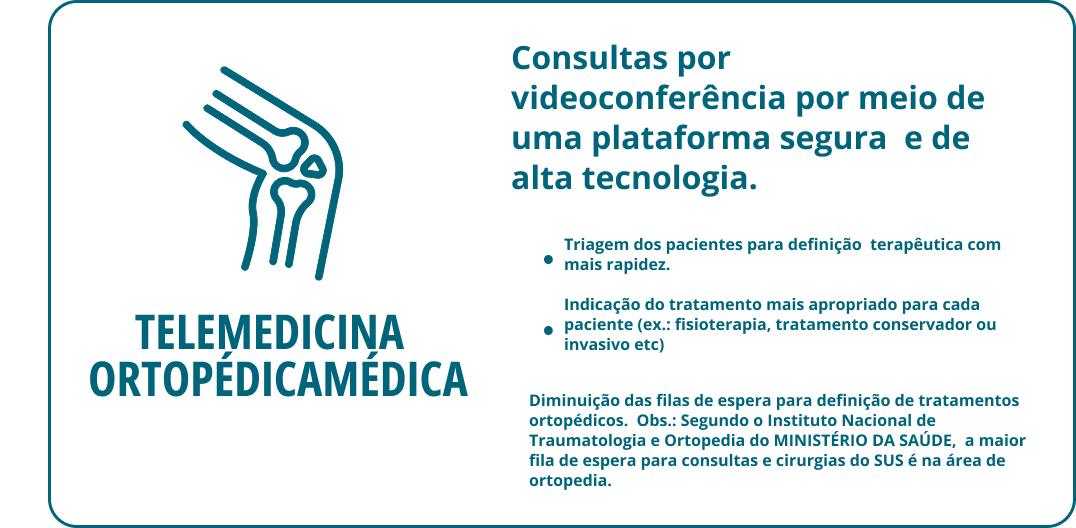 TELEMEDICINA
ORTOPÉDICAMÉDICA
Consultas por
videoconferência por meio de
uma plataforma segura  e de
alta tecnologia.
Triagem dos pacientes para definição  terapêutica com
mais rapidez.
Indicação do tratamento mais apropriado para cada
paciente (ex.: fisioterapia, tratamento conservador ou
invasivo etc)
Diminuição das filas de espera para definição de tratamentos
ortopédicos.  Obs.: Segundo o Instituto Nacional de
Traumatologia e Ortopedia do MINISTÉRIO DA SAÚDE,  a maior
fila de espera para consultas e cirurgias do SUS é na área de
ortopedia.